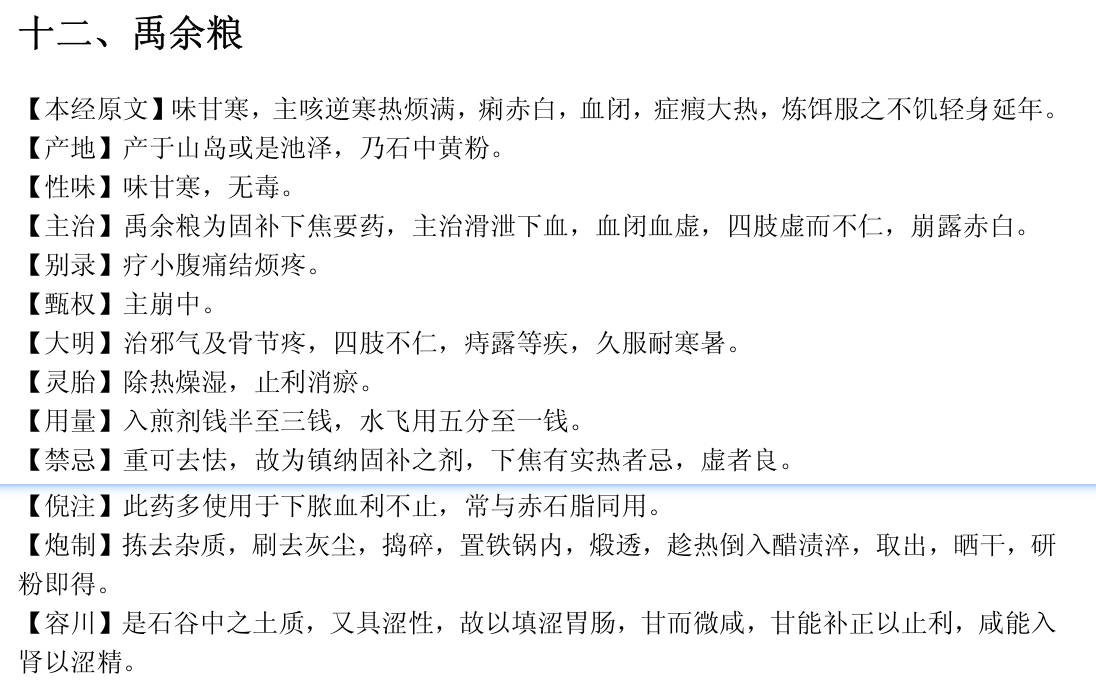 十二、禹余粮
【本经原文】味甘寒，主咳逆寒热烦满，痢赤白，血闭，症瘕大热，炼饵服之不饥轻身延年。
【产地】产于山岛或是池泽，乃石中黄粉。
【性味】味甘寒，无毒。
【主治】禹余粮为固补下焦要药，主治滑泄下血，血闭血虚，四肢虚而不仁，崩露赤白。
【别录】疗小腹痛结烦疼。
【甄权】主崩中。
【大明】治邪气及骨节疼，四肢不仁，痔露等疾，久服耐寒暑。
【灵胎】除热燥湿，止利消瘀。
【用量】入煎剂钱半至三钱，水飞用五分至一钱。
【禁忌】重可去怯，故为镇纳固补之剂，下焦有实热者忌，虚者良。
【倪注】此药多使用于下脓血利不止，常与赤石脂同用。
【炮制】拣去杂质，刷去灰尘，捣碎，置铁锅内，煅透，趁热倒入醋渍淬，取出，晒干，研
粉即得。
【容川】是石谷中之土质，又具涩性，故以填涩胃肠，甘而微咸，甘能补正以止利，咸能入
肾以涩精。